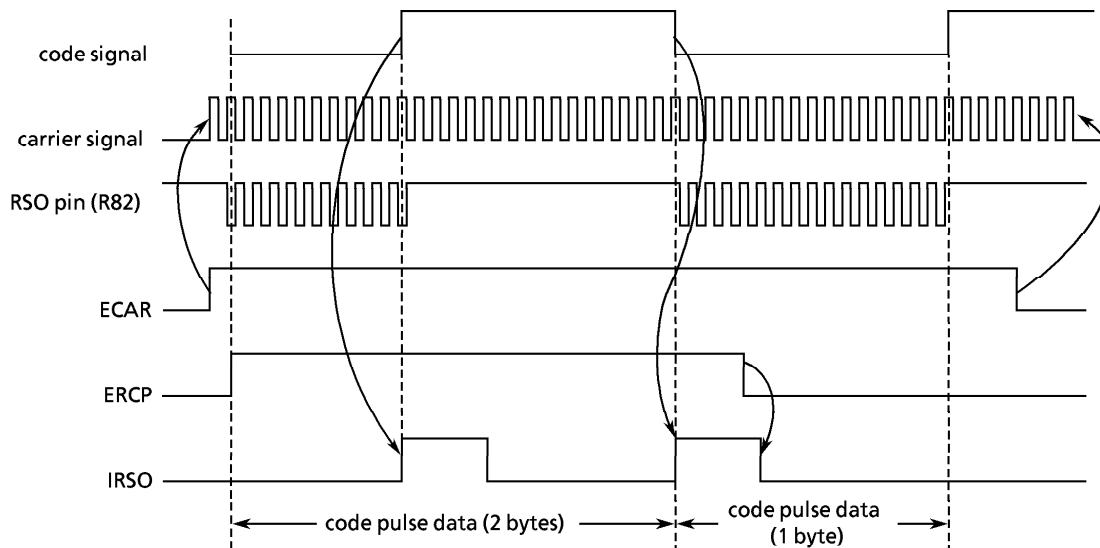 code signal
carrier signal
RSO pin (R82)
ECAR
ERCP
IRSO
code pulse data (2 bytes)
code pulse data
(1 byte)